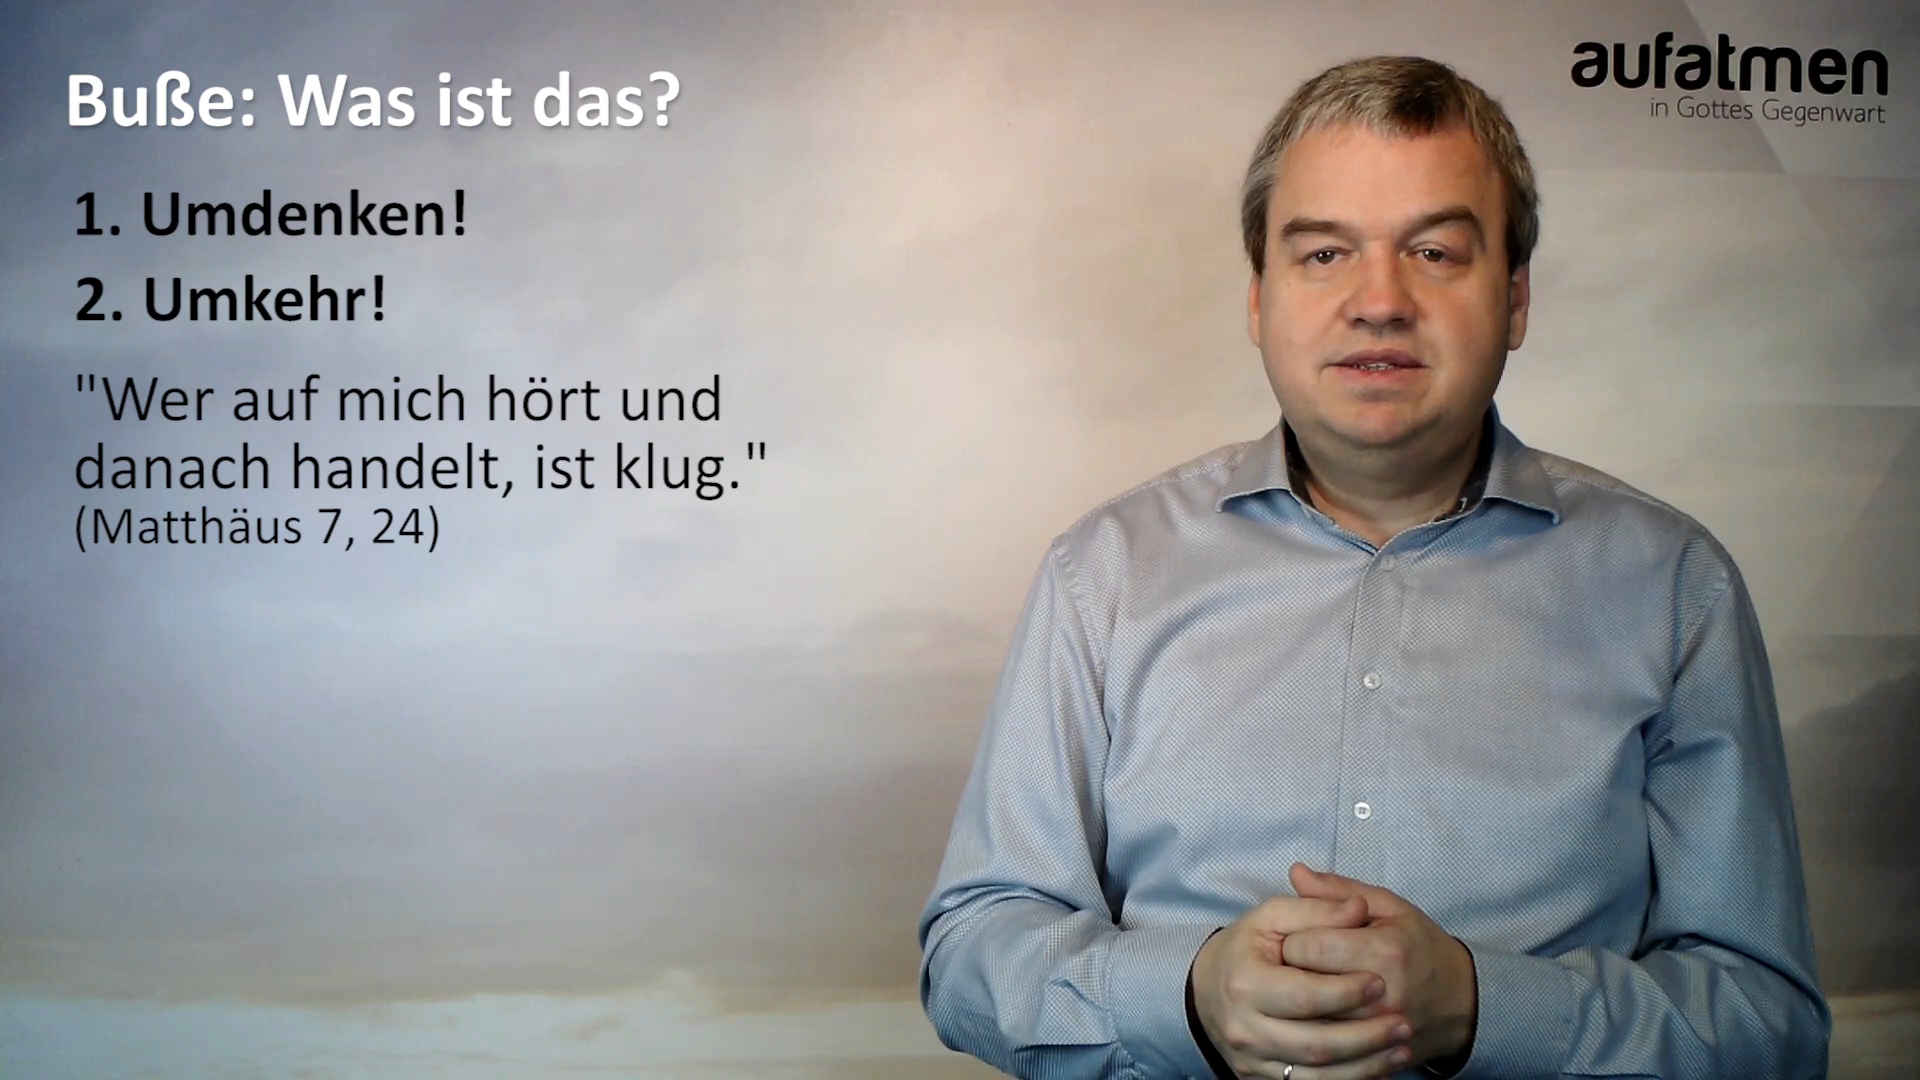 Buße: Was ist das?
1. Umdenken!
2. Umkehr!
"Wer auf mich hört und
danach handelt, ist klug."
(Matthäus 7, 24)
aufatmen
in Gottes Gegenwart